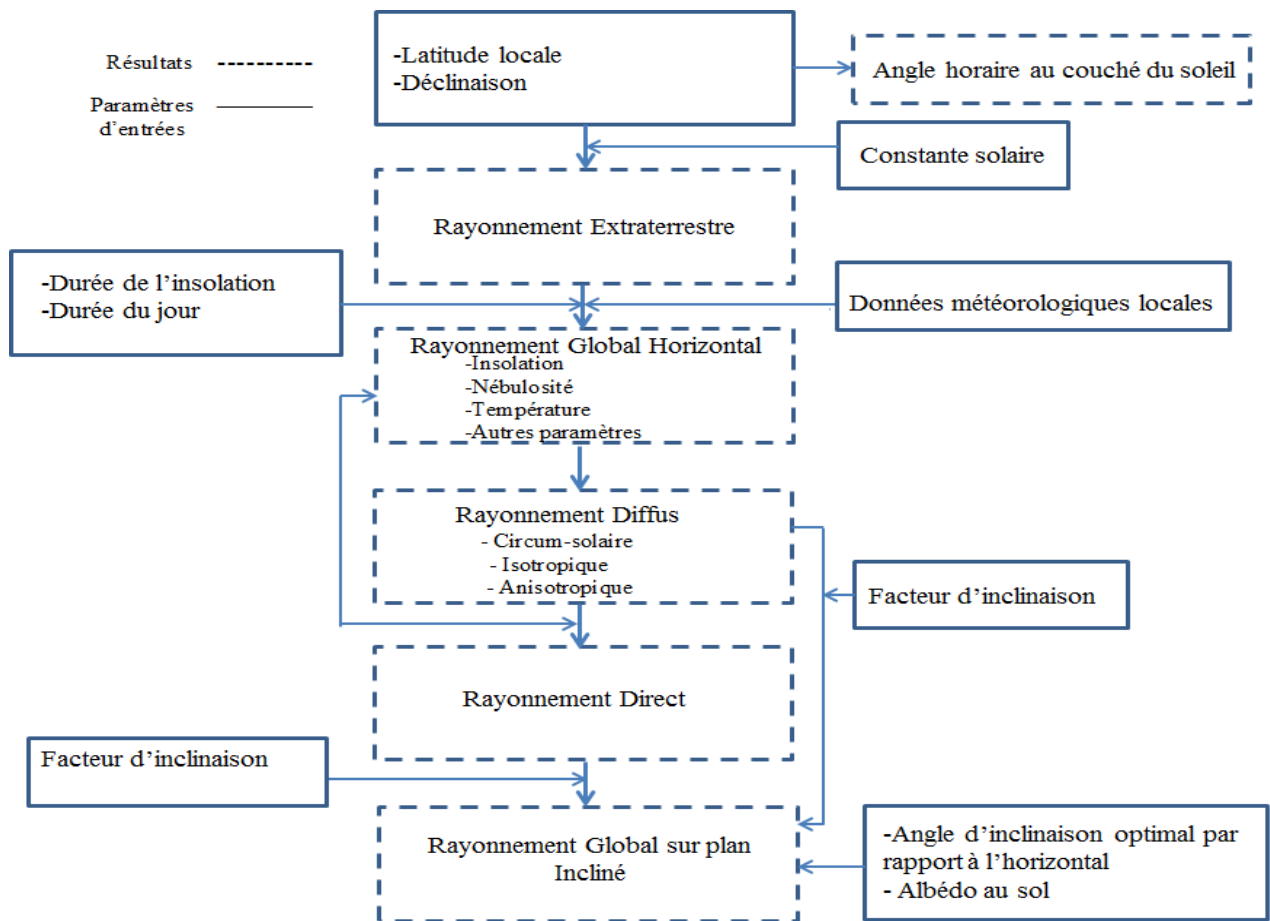 Résultats
Paramètres
d'entrées
-Latitude locale
-Déclinaison
Angle horaire au couché du soleil
Constante solaire
Rayonnement Extraterrestre
-Durée de l'insolation
-Durée du jour
Données météorologiques locales
Rayonnement Global Horizontal
-Insolation
-Nébulosité
-Température
-Autres paramètres
Rayonnement Diffus
- Circum-solaire
- Isotropique
- Anisotropique
Facteur d'inclinaison
Rayonnement Direct
Facteur d'inclinaison
Rayonnement Global sur plan
Incliné
-Angle d'inclinaison optimal par
rapport à l'horizontal
- Albédo au sol